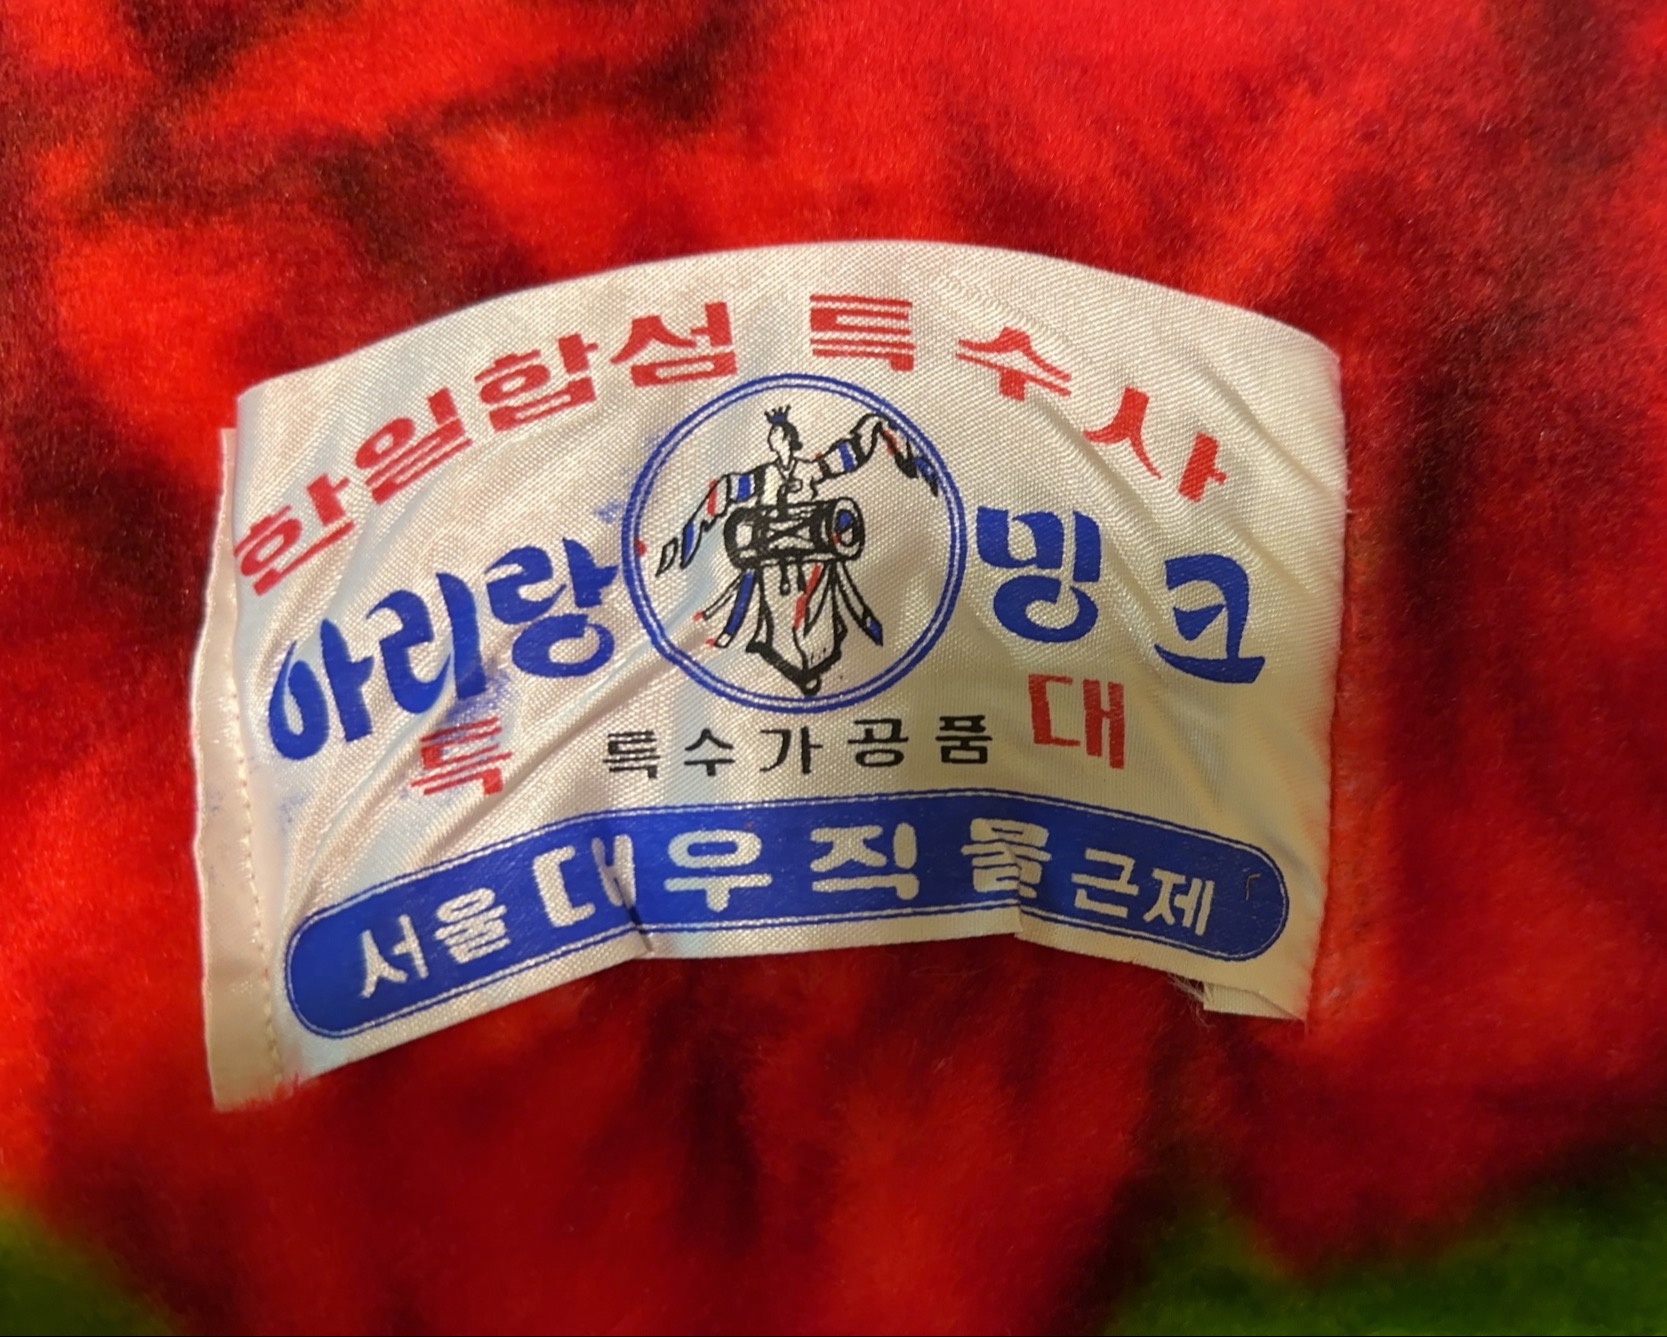 한일합섬 특수사
아리랑 밍크
특 특수가공품 대
서울 대우직물 근제